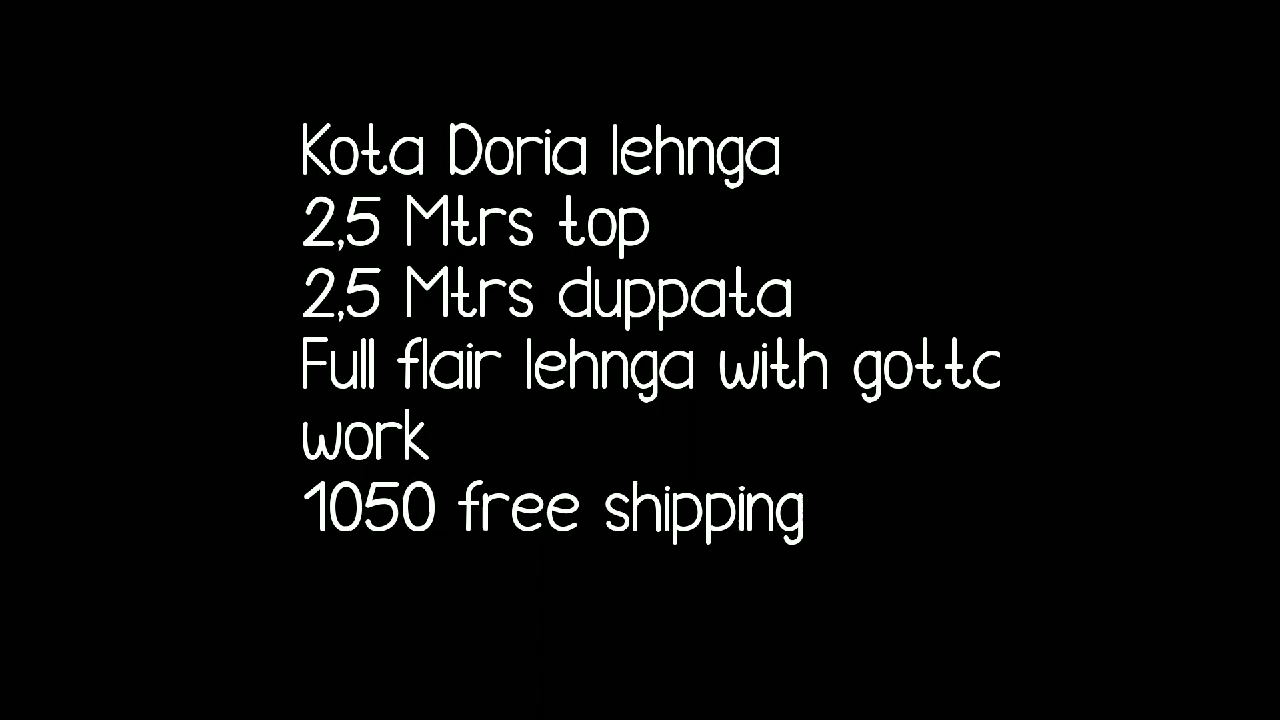 Kota Doria lehnga
2,5 Mtrs top
2,5 Mtrs duppata
Full flair lehnga with gotta
work
1050 free shipping